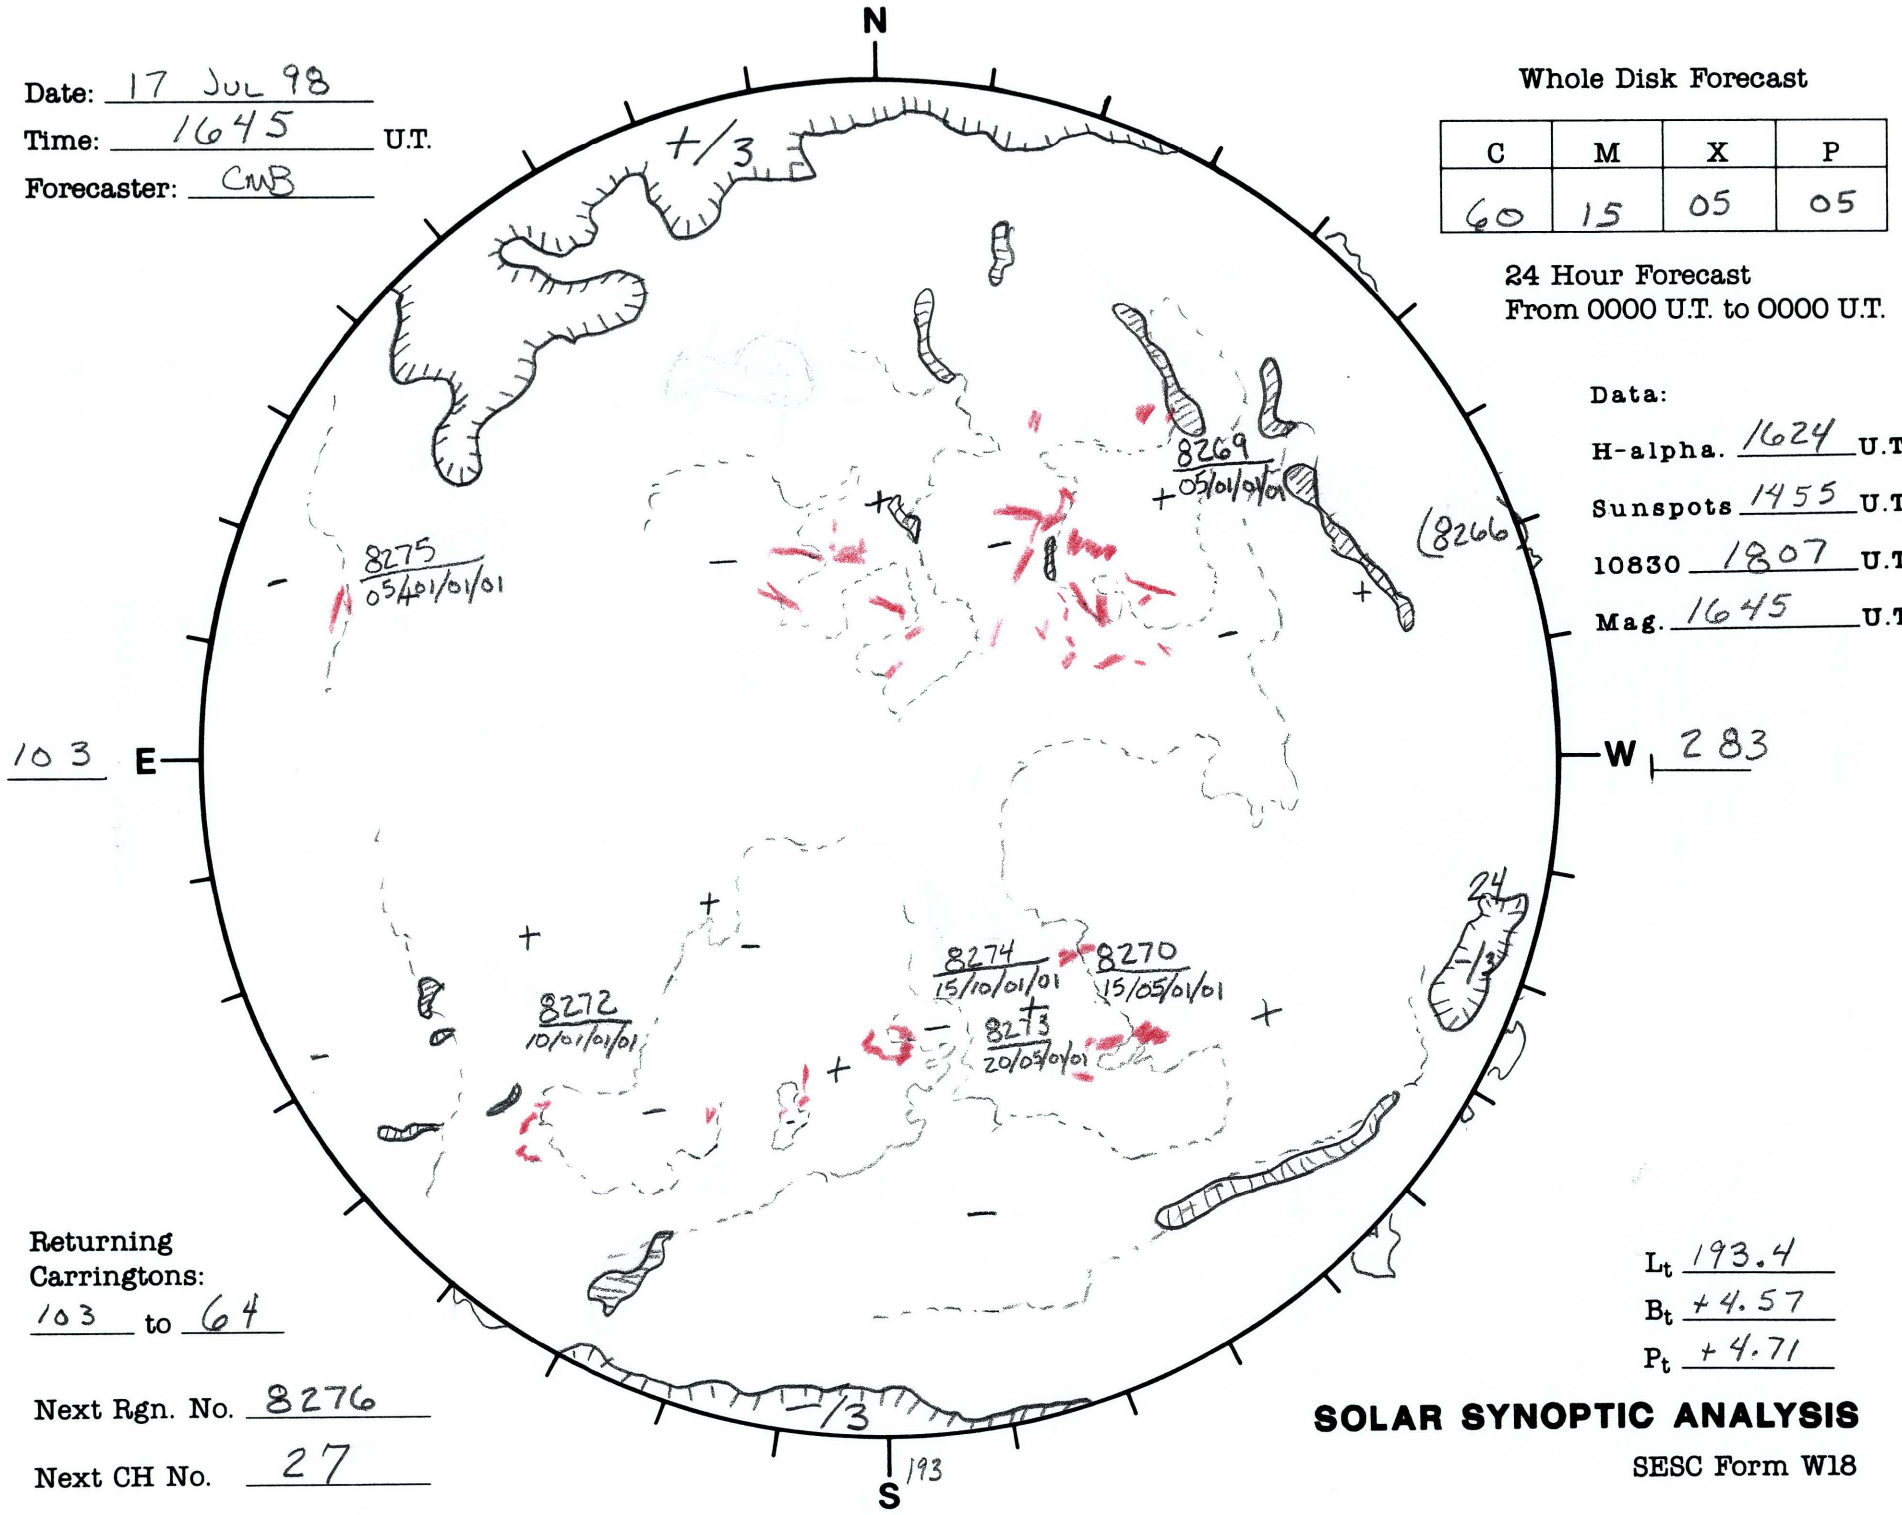 N
Date: 17 JUL 98
Time: 1645 U.T.
Forecaster: CMB
Whole Disk Forecast
C M X P
60 15 05 05
24 Hour Forecast
From 0000 U.T. to 0000 U.T.
Data:
H-alpha. 1624 U.T
Sunspots 1455 U.T
10830 1807 U.T
Mag. 1645 U.T
+/3
8269
+ 05/01/01/01
+
(8266
8275
05/01/01/01
-
-
-
+
-
103 E
W 283
24
-/3
+
+
-
8274
15/10/01/01
8270
15/05/01/01
+
+
8272
10/01/01/01
-
8273
20/05/01/01
-
+
-
-
-
Returning
Carringtons:
103 to 64
Next Rgn. No. 8276
Next CH No. 27
-/3
193
S
Lt 193.4
Bt +4.57
Pt +4.71
SOLAR SYNOPTIC ANALYSIS
SESC Form W18